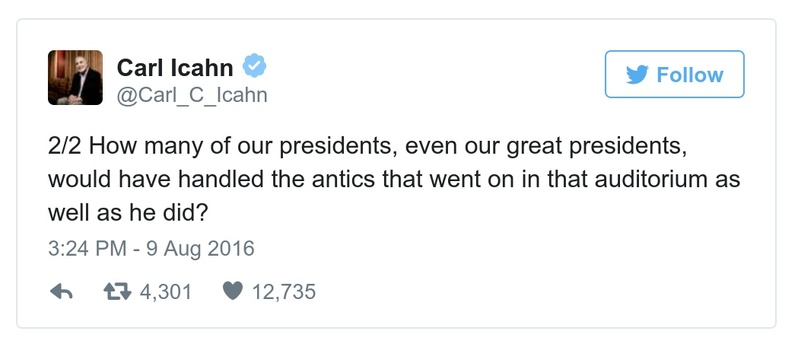 Carl Icahn
@Carl_C_Icahn
Follow
2/2 How many of our presidents, even our great presidents,
would have handled the antics that went on in that auditorium as
well as he did?
3:24 PM - 9 Aug 2016
4,301 12,735